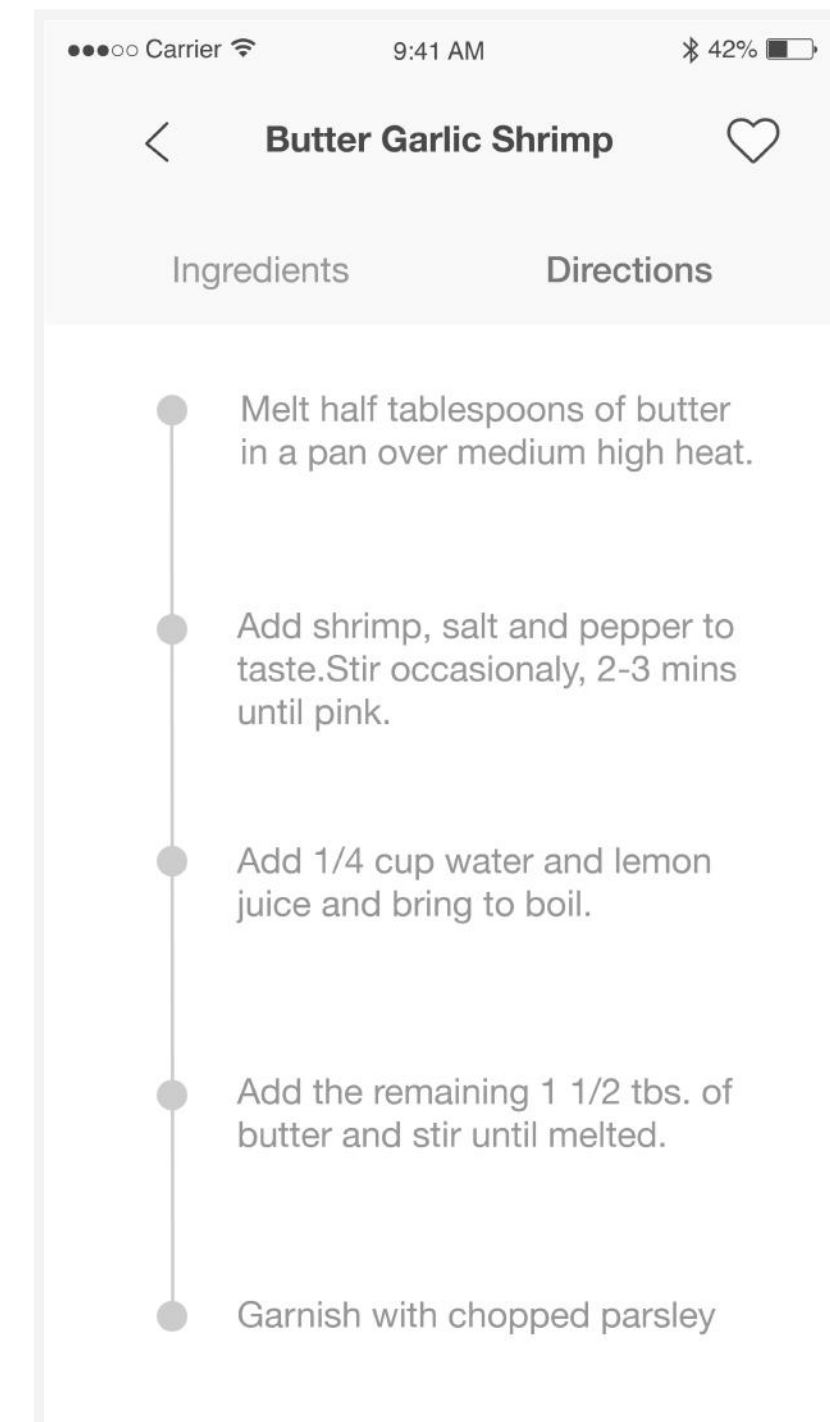 Carrier 9:41 AM 42%
Butter Garlic Shrimp
Ingredients Directions
Melt half tablespoons of butter
in a pan over medium high heat.
Add shrimp, salt and pepper to
taste.Stir occasionaly, 2-3 mins
until pink.
Add 1/4 cup water and lemon
juice and bring to boil.
Add the remaining 1 1/2 tbs. of
butter and stir until melted.
Garnish with chopped parsley